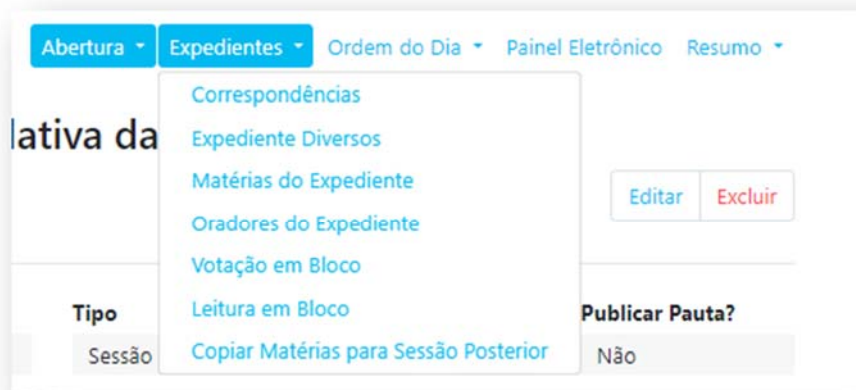 Abertura Expedientes Ordem do Dia Painel Eletrônico Resumo
Correspondências
lativa da
Expediente Diversos
Matérias do Expediente
Editar Excluir
Oradores do Expediente
Votação em Bloco
Leitura em Bloco
Tipo Publicar Pauta?
Sessão Copiar Matérias para Sessão Posterior Não